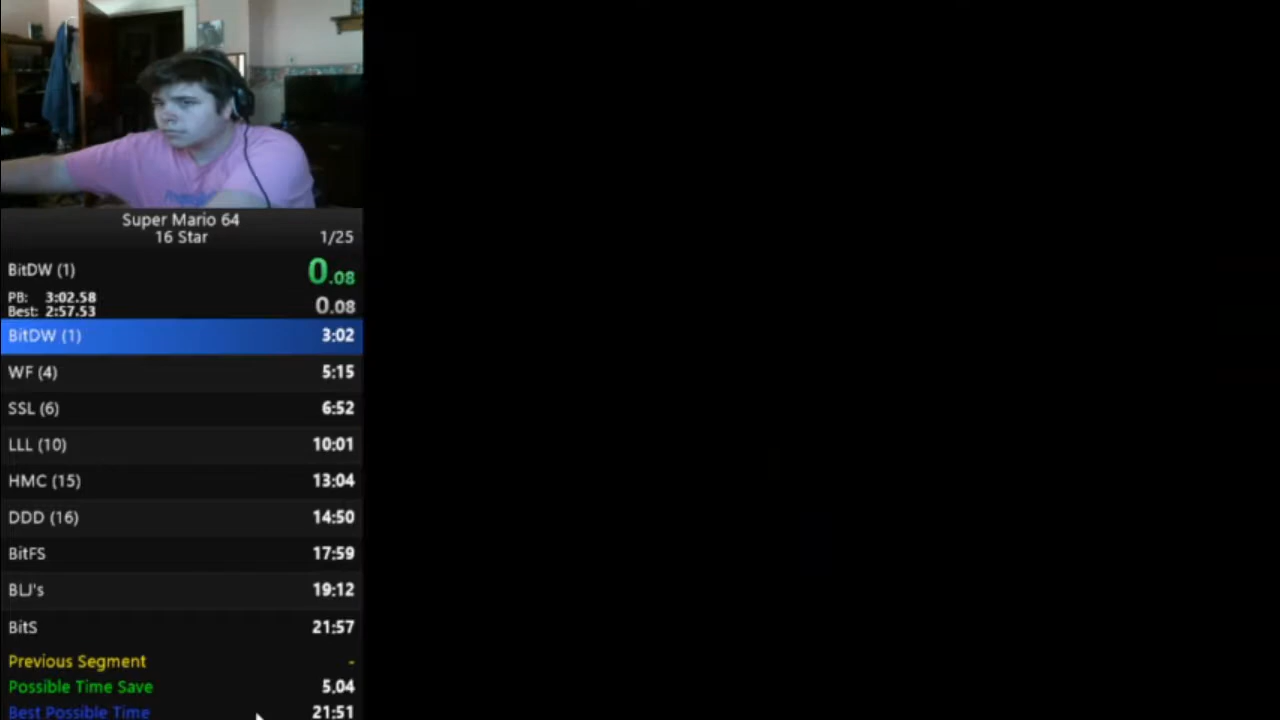 Super Mario 64
16 Star 1/25
BitDW (1) 0.08
PB: 3:02.58
Best: 2:57.53 0.08
BitDW (1) 3:02
WF (4) 5:15
SSL (6) 6:52
LLL (10) 10:01
HMC (15) 13:04
DDD (16) 14:50
BitFS 17:59
BLJ's 19:12
BitS 21:57
Previous Segment -
Possible Time Save 5.04
Best Possible Time 21:51